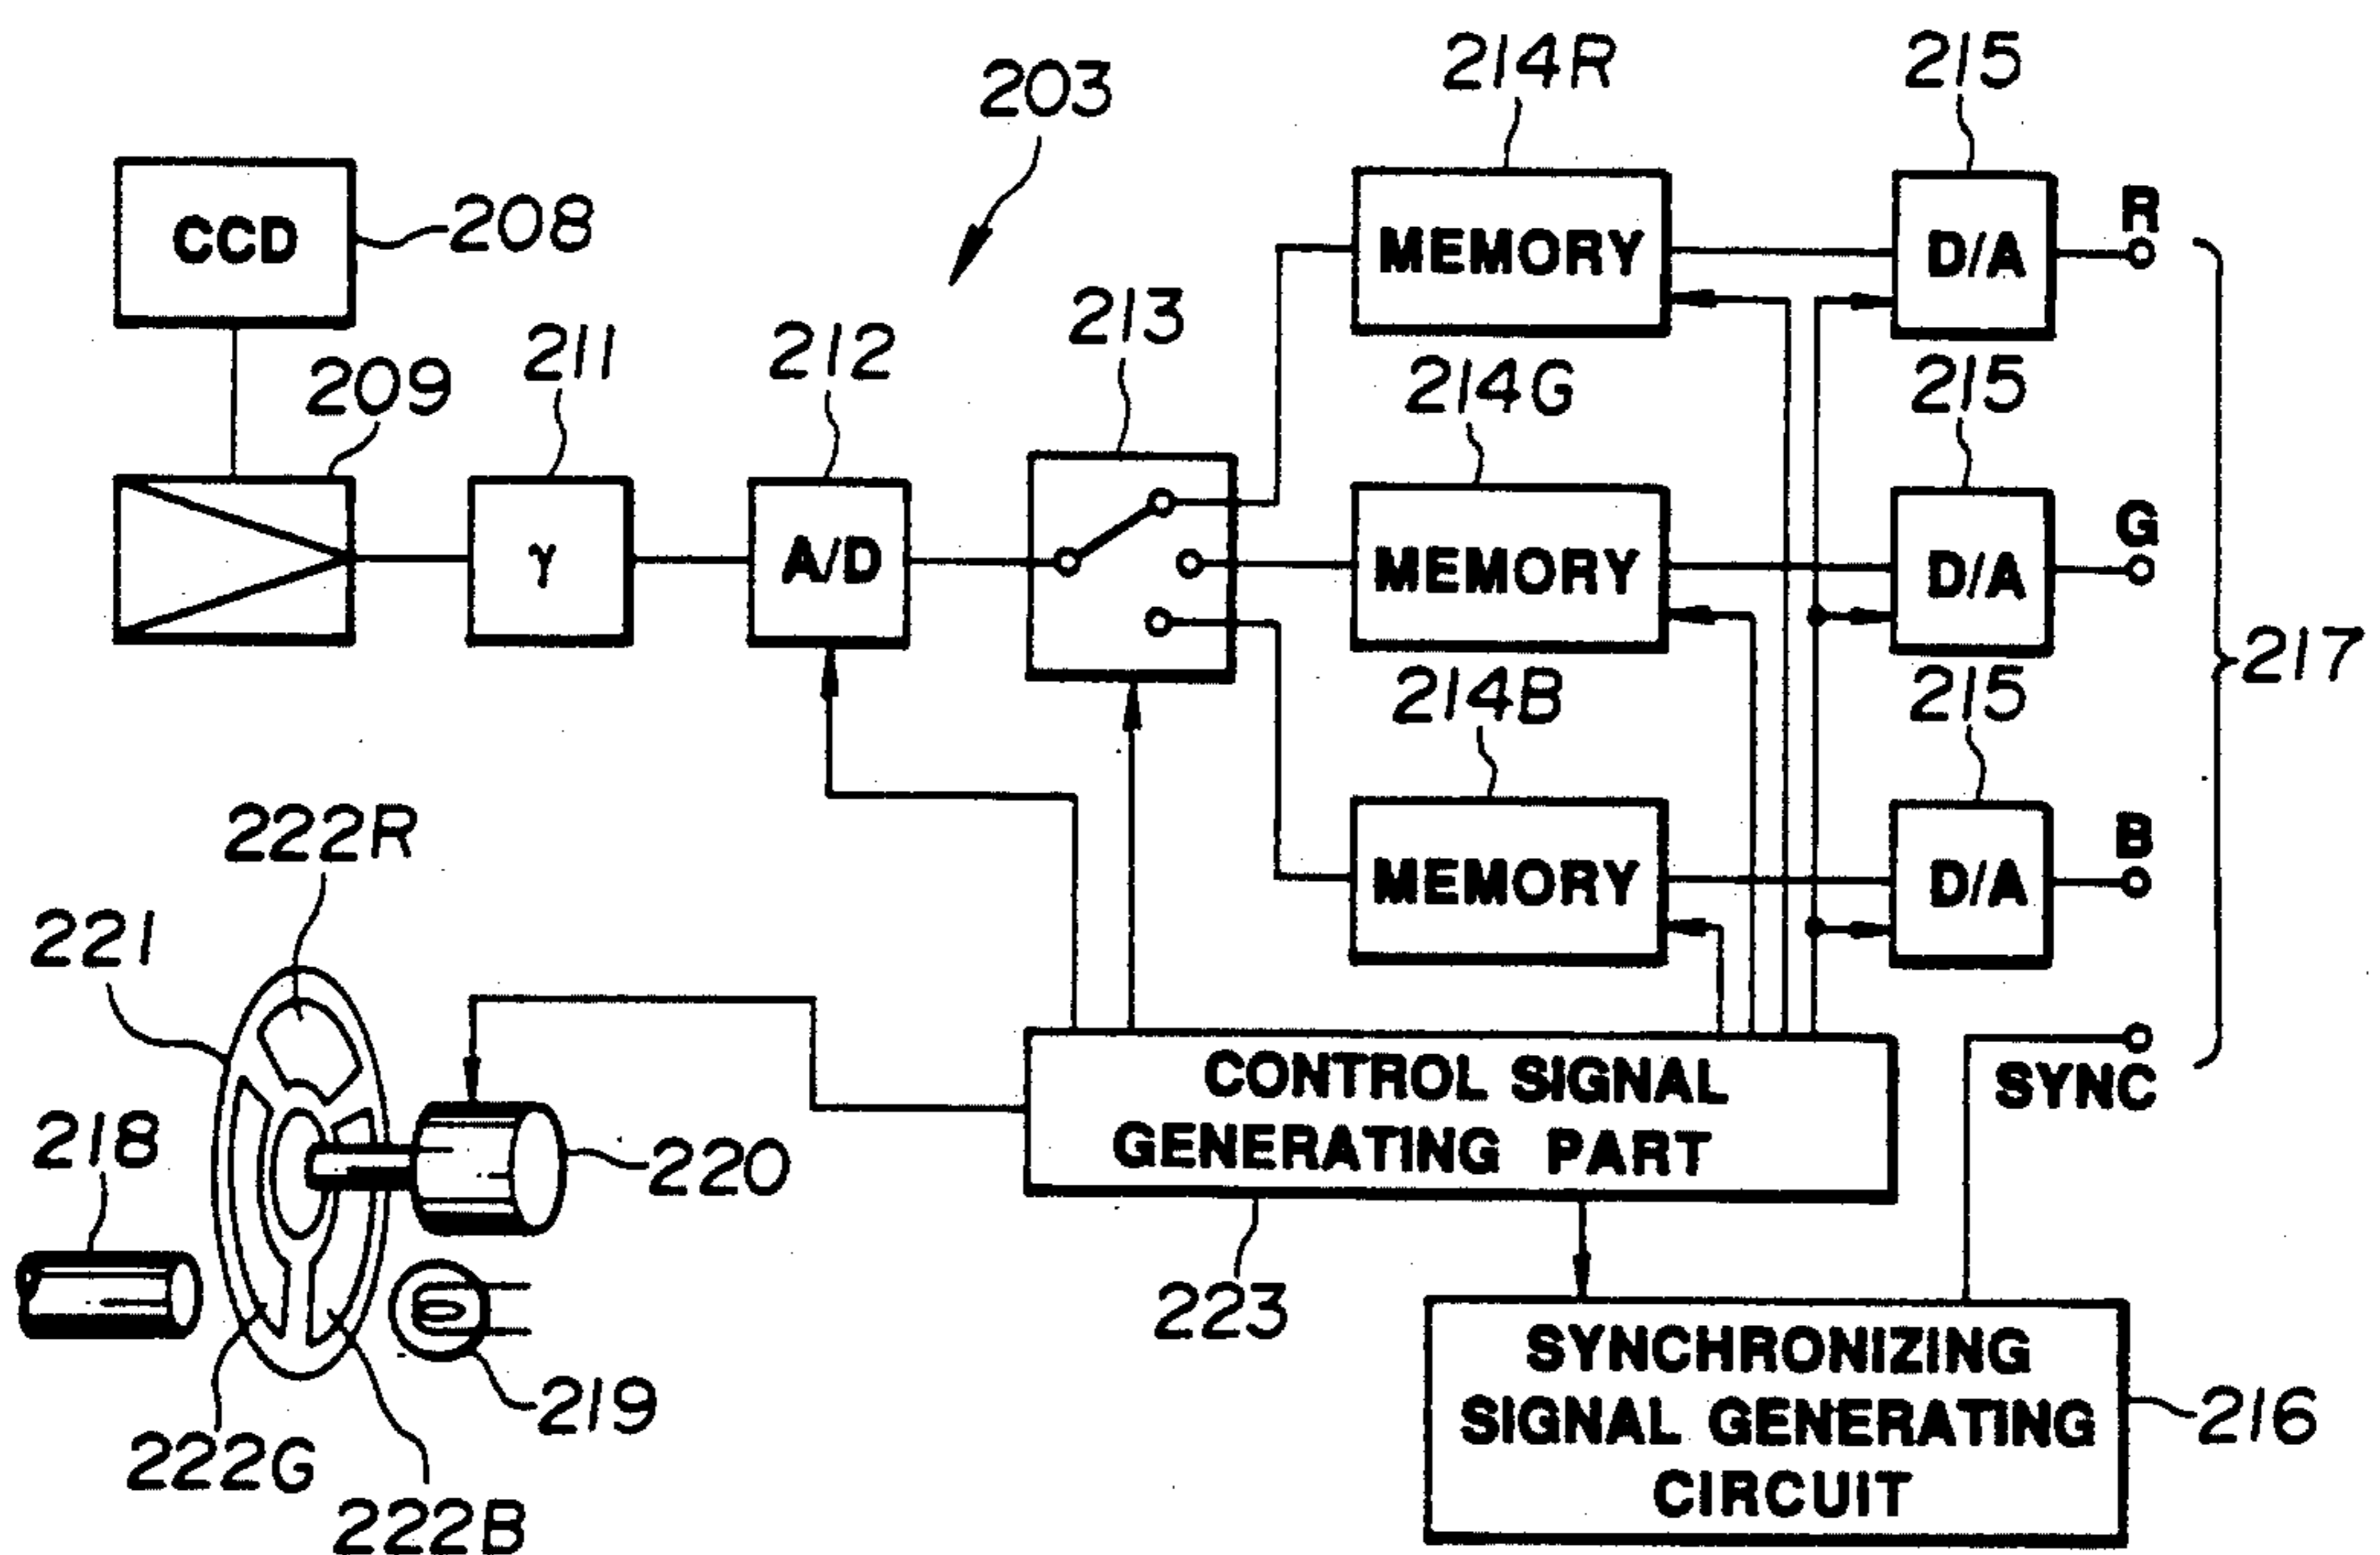 203
214R
215
CCD
208
MEMORY
D/A
R
209
211
212
213
214G
215
γ
A/D
MEMORY
D/A
G
217
214B
215
222R
MEMORY
D/A
B
221
218
220
CONTROL SIGNAL
GENERATING PART
SYNC
223
219
222G
222B
SYNCHRONIZING
SIGNAL GENERATING
CIRCUIT
216